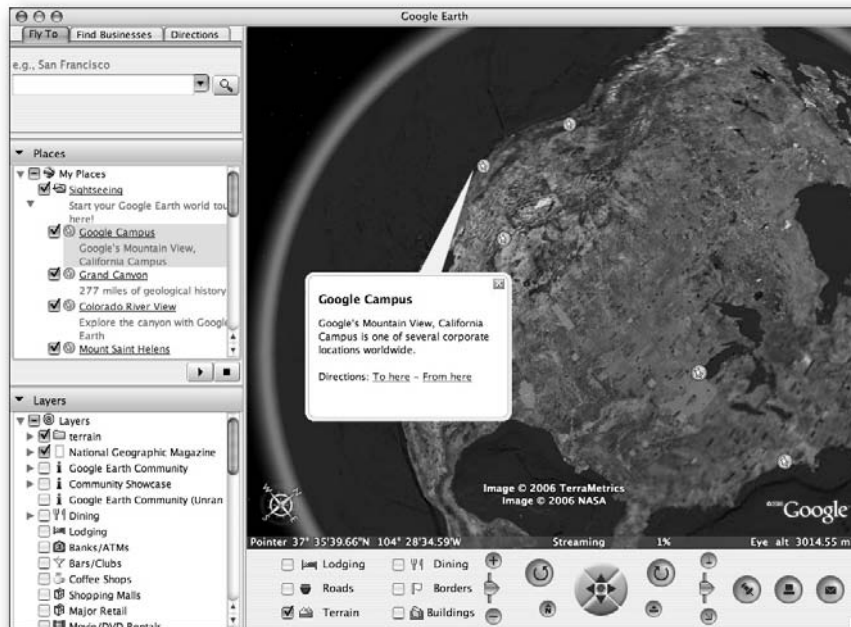 Google Earth
Fly To
Find Businesses
Directions
e.g., San Francisco
Places
My Places
Sightseeing
Start your Google Earth world tou
here!
Google Campus
Google's Mountain View,
California Campus
Grand Canyon
277 miles of geological history
Colorado River View
Explore the canyon with Google
Earth
Mount Saint Helens
Layers
Layers
terrain
National Geographic Magazine
Google Earth Community
Community Showcase
Google Earth Community (Unran
Dining
Lodging
Banks/ATMs
Bars/Clubs
Coffee Shops
Shopping Malls
Major Retail
Movie/DVD Rentals
Google Campus
Google's Mountain View, California
Campus is one of several corporate
locations worldwide.
Directions: To here - From here
Image © 2006 TerraMetrics
Image © 2006 NASA
Google
Pointer 37° 35'39.66"N 104° 28'34.59"W Streaming 1% Eye alt 3014.55 m
Lodging Dining
Roads Borders
Terrain Buildings